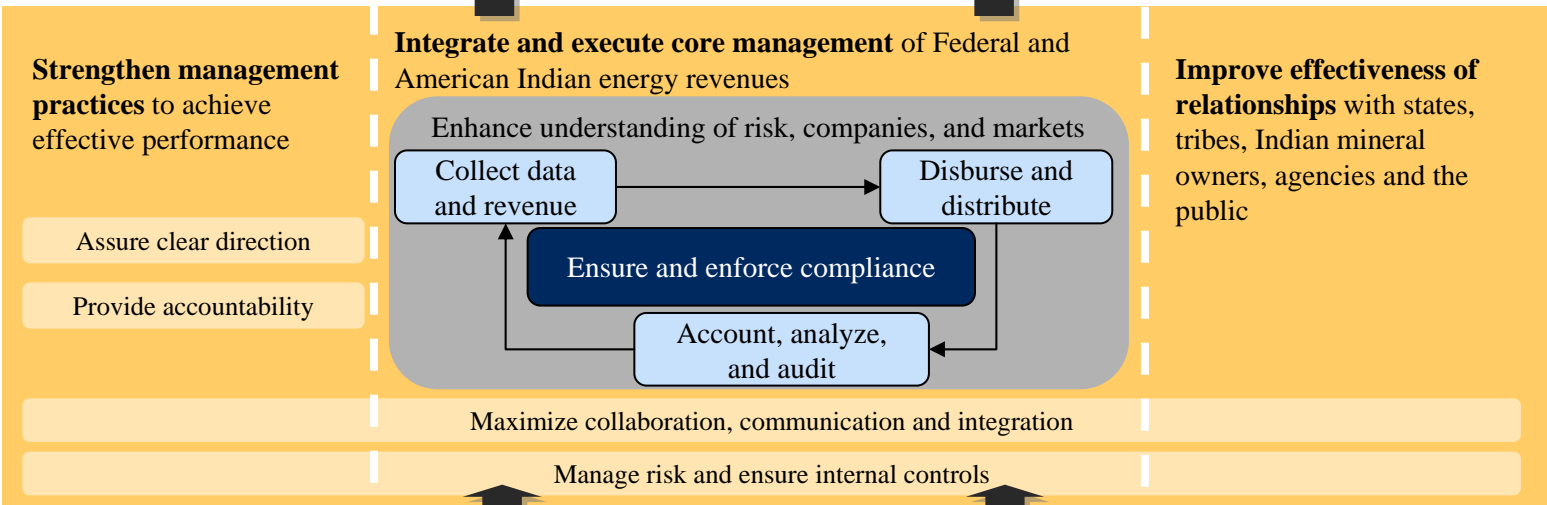 Strengthen management
practices to achieve
effective performance
Assure clear direction
Provide accountability
Integrate and execute core management of Federal and
American Indian energy revenues
Enhance understanding of risk, companies, and markets
Collect data
and revenue
Disburse and
distribute
Ensure and enforce compliance
Account, analyze,
and audit
Improve effectiveness of
relationships with states,
tribes, Indian mineral
owners, agencies and the
public
Maximize collaboration, communication and integration
Manage risk and ensure internal controls